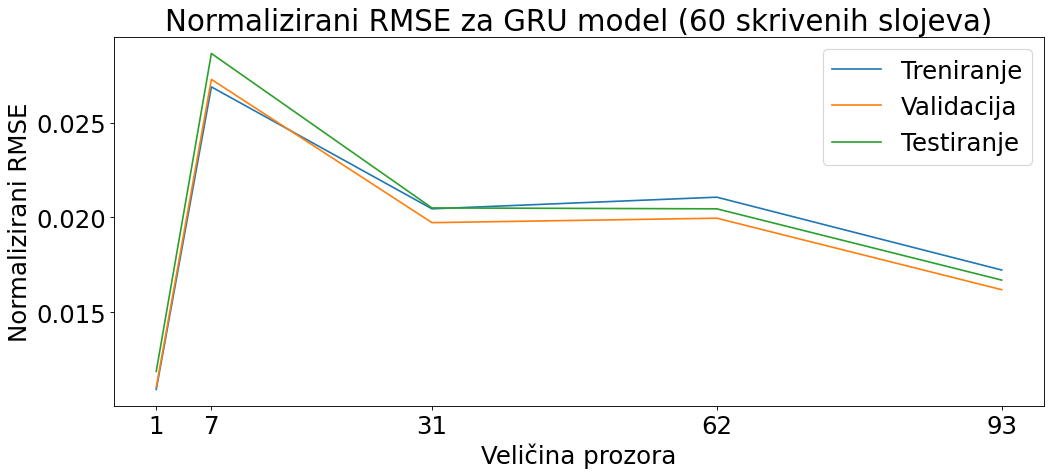 Normalizirani RMSE za GRU model (60 skrivenih slojeva)
Treniranje
Validacija
Testiranje
Normalizirani RMSE
0.025
0.020
0.015
1 7 31 62 93
Veličina prozora